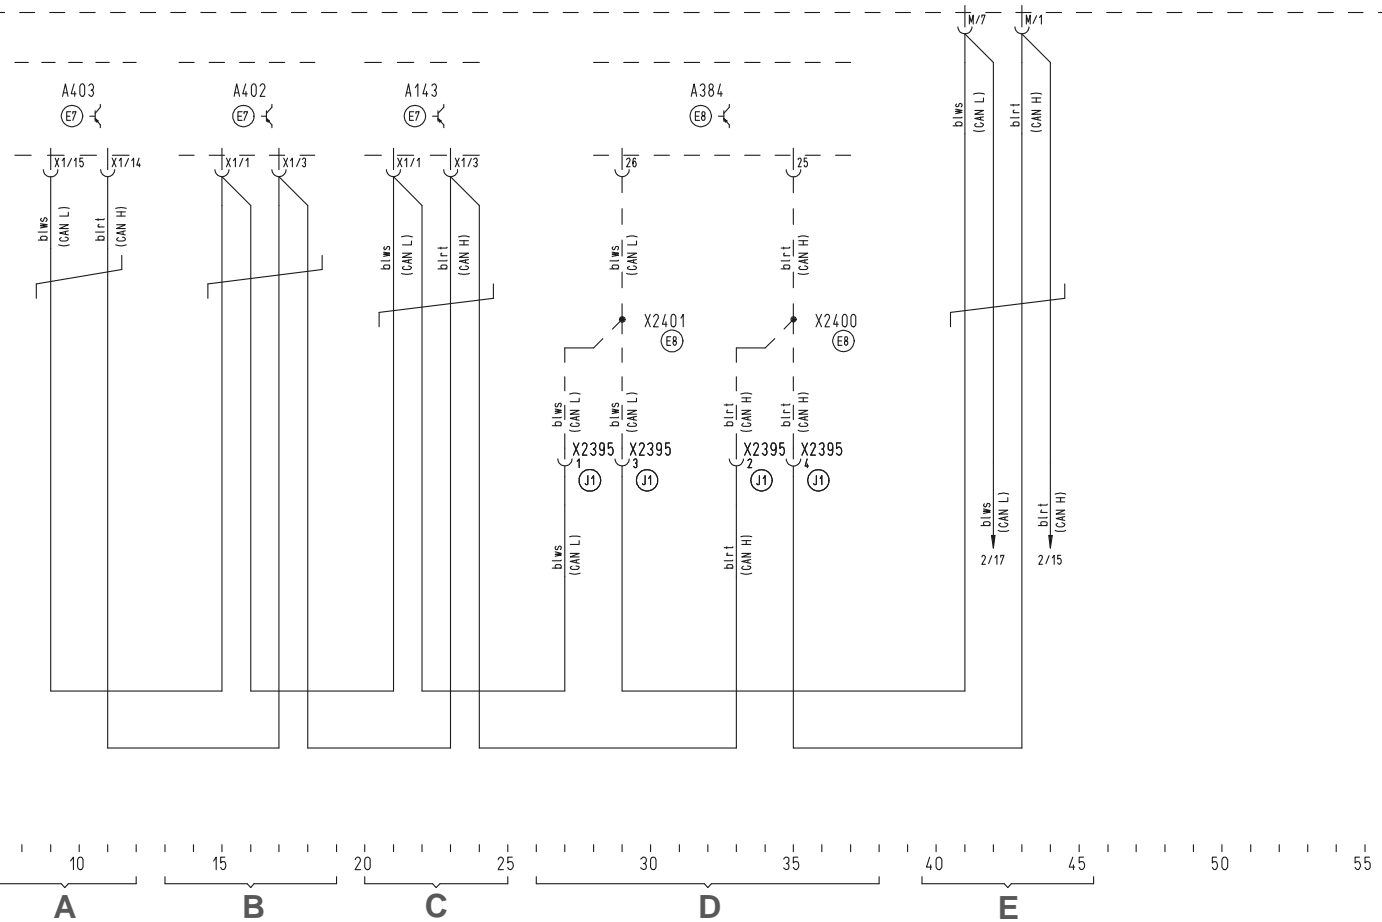 M/7 M/1
A403 A402 A143 A384
E7 E7 E7 E8
blws (CAN L) blrt (CAN H)
X1/15 X1/14 X1/1 X1/3 X1/1 X1/3 26 25
blws (CAN L) blrt (CAN H) blws (CAN L) blrt (CAN H) blws (CAN L) blrt (CAN H)
X2401 X2400
E8 E8
blws (CAN L) blws (CAN L) blrt (CAN H) blrt (CAN H)
X2395 X2395 X2395 X2395
1 3 2 4
J1 J1 J1 J1
blws (CAN L) blrt (CAN H)
blws (CAN L) blrt (CAN H)
2/17 2/15
10 15 20 25 30 35 40 45 50 55
A B C D E